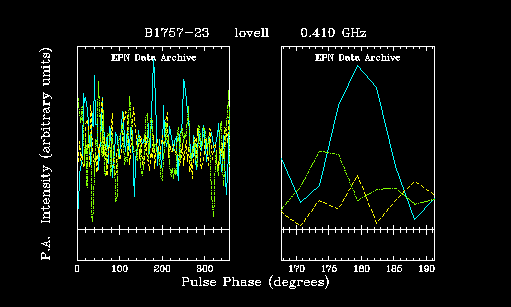 B1757-23 lovell 0.410 GHz
EPN Data Archive EPN Data Archive
P.A. Intensity (arbitrary units)
0 100 200 300 170 175 180 185 190
Pulse Phase (degrees)